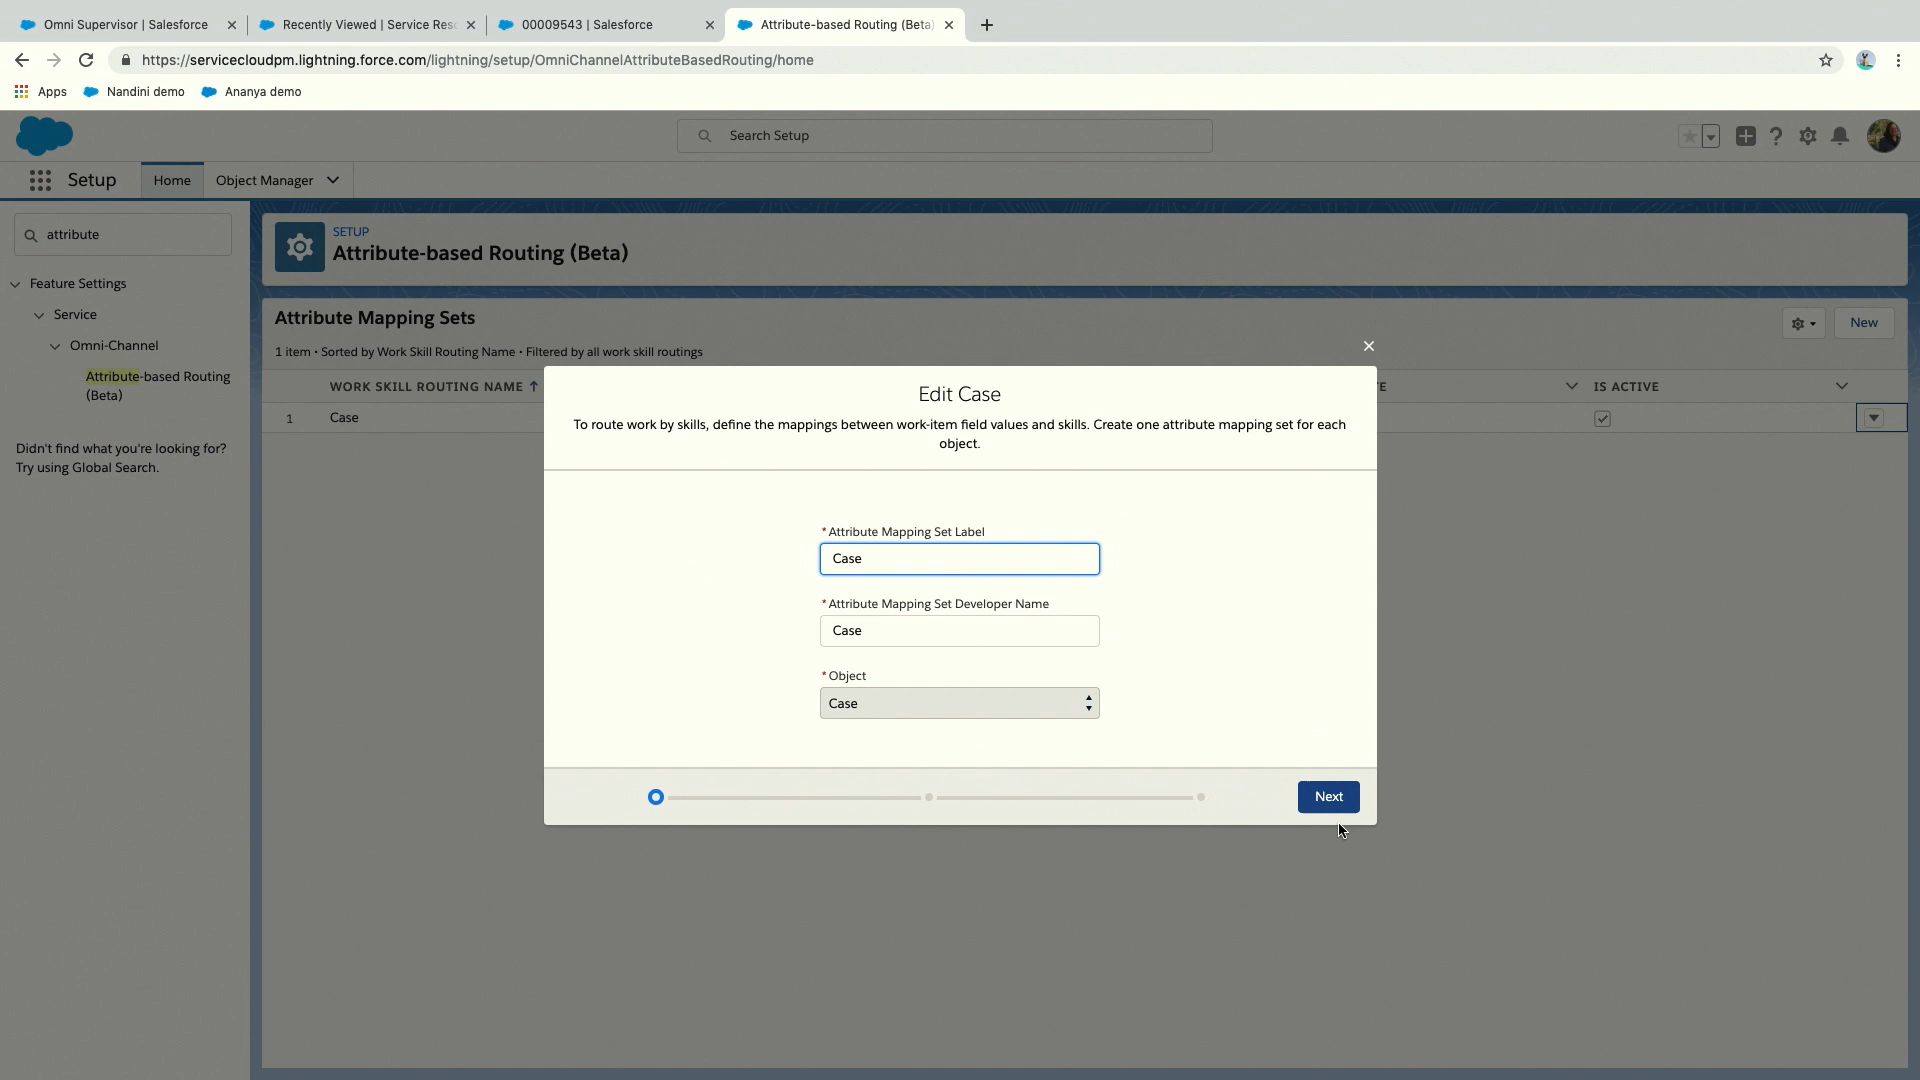 Omni Supervisor | Salesforce
Recently Viewed | Service Reso
00009543 | Salesforce
Attribute-based Routing (Beta)
https://servicecloudpm.lightning.force.com/lightning/setup/OmniChannelAttributeBasedRouting/home
Apps
Nandini demo
Ananya demo
Search Setup
Setup
Home
Object Manager
attribute
Feature Settings
Service
Omni-Channel
Attribute-based Routing
(Beta)
Didn't find what you're looking for?
Try using Global Search.
SETUP
Attribute-based Routing (Beta)
Attribute Mapping Sets
New
1 item • Sorted by Work Skill Routing Name • Filtered by all work skill routings
WORK SKILL ROUTING NAME
IS ACTIVE
1
Case
Edit Case
To route work by skills, define the mappings between work-item field values and skills. Create one attribute mapping set for each
object.
*Attribute Mapping Set Label
Case
*Attribute Mapping Set Developer Name
Case
*Object
Case
Next